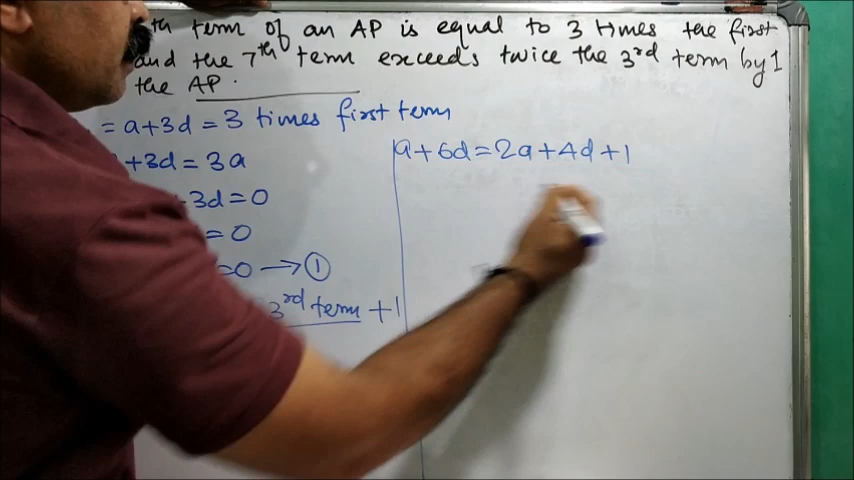 th term of an AP is equal to 3 times the first
and the 7th term exceeds twice the 3rd term by 1
the AP.
= a+3d = 3 times first term
+3d = 3a
3d = 0
= 0
=0 → ①
3rd term +1
a + 6d = 2a + 4d + 1